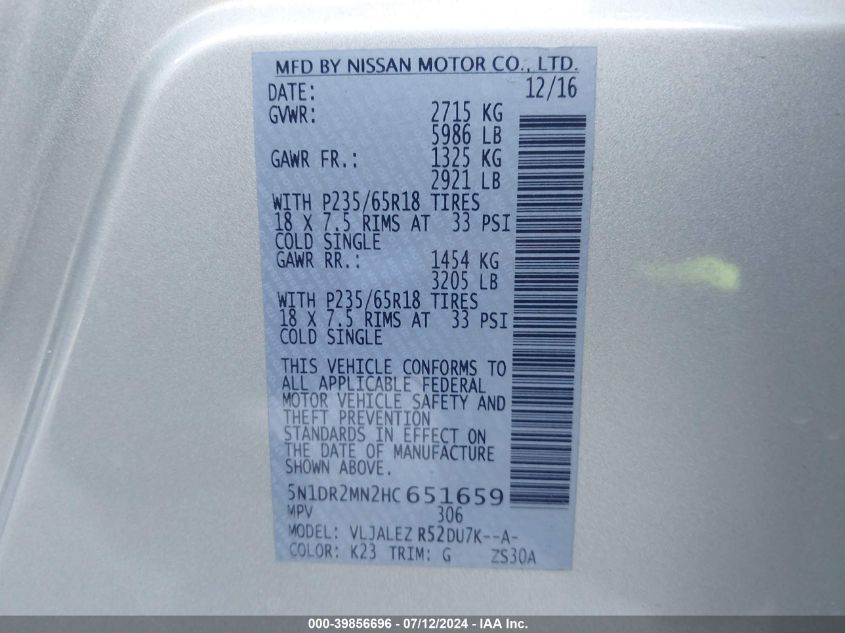 MFD BY NISSAN MOTOR CO., LTD.
DATE: 12/16
GVWR: 2715 KG
5986 LB
GAWR FR.: 1325 KG
2921 LB
WITH P235/65R18 TIRES
18 X 7.5 RIMS AT 33 PSI
COLD SINGLE
GAWR RR.: 1454 KG
3205 LB
WITH P235/65R18 TIRES
18 X 7.5 RIMS AT 33 PSI
COLD SINGLE
THIS VEHICLE CONFORMS TO
ALL APPLICABLE FEDERAL
MOTOR VEHICLE SAFETY AND
THEFT PREVENTION
STANDARDS IN EFFECT ON
THE DATE OF MANUFACTURE
SHOWN ABOVE.
5N1DR2MN2HC651659
MPV 306
MODEL: VLJALEZ R52DU7K--A-
COLOR: K23 TRIM: G ZS30A
000-39856696 - 07/12/2024 - IAA Inc.